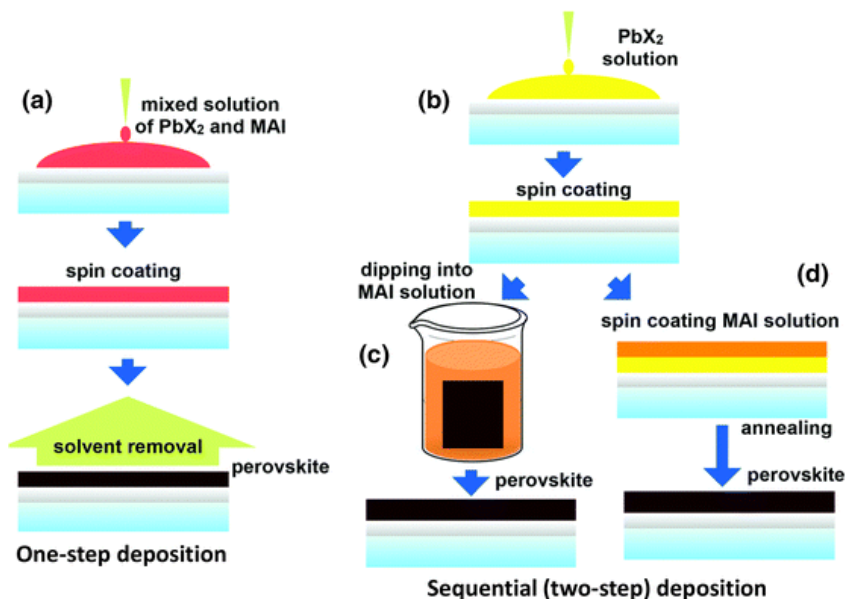 (a)
mixed solution
of PbX₂ and MAI
spin coating
solvent removal
perovskite
One-step deposition
(b)
PbX₂
solution
spin coating
dipping into
MAI solution
(c)
perovskite
(d)
spin coating MAI solution
annealing
perovskite
Sequential (two-step) deposition